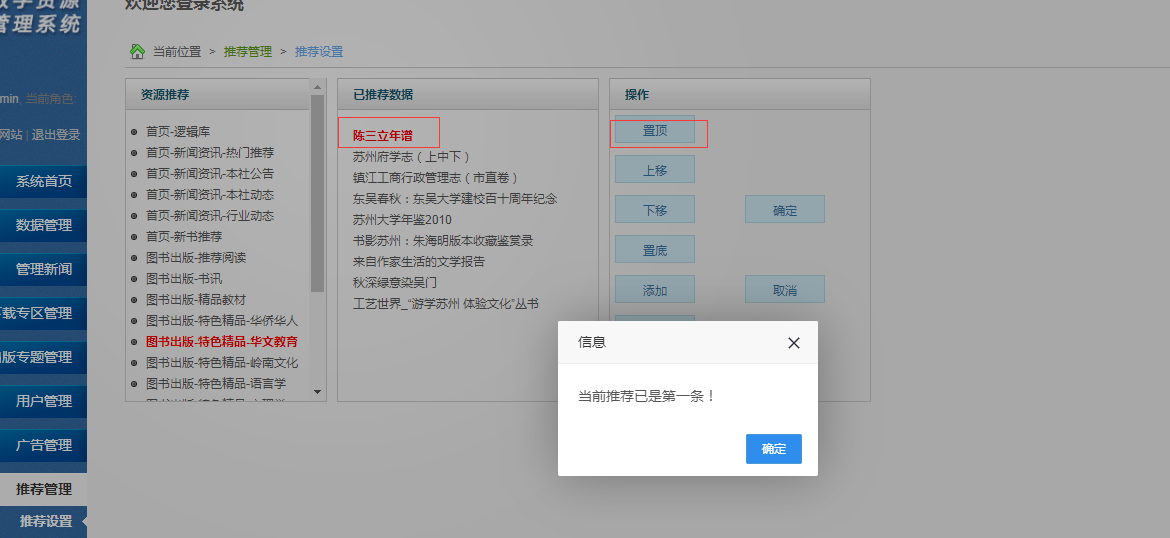 欢迎您登录系统
管理系统
当前位置 > 推荐管理 > 推荐设置
min, 当前角色:
网站 | 退出登录
系统首页
数据管理
管理新闻
载专区管理
版专题管理
用户管理
广告管理
推荐管理
推荐设置
资源推荐
首页-逻辑库
首页-新闻资讯-热门推荐
首页-新闻资讯-本社公告
首页-新闻资讯-本社动态
首页-新闻资讯-行业动态
首页-新书推荐
图书出版-推荐阅读
图书出版-书讯
图书出版-精品教材
图书出版-特色精品-华侨华人
图书出版-特色精品-华文教育
图书出版-特色精品-岭南文化
图书出版-特色精品-语言学
已推荐数据
陈三立年谱
苏州府学志（上中下）
镇江工商行政管理志（市直卷）
东吴春秋：东吴大学建校百十周年纪念
苏州大学年鉴2010
书影苏州：朱海明版本收藏鉴赏录
来自作家生活的文学报告
秋深绿意染吴门
工艺世界_“游学苏州 体验文化”丛书
操作
置顶
上移
下移
确定
置底
添加
取消
信息
当前推荐已是第一条！
确定